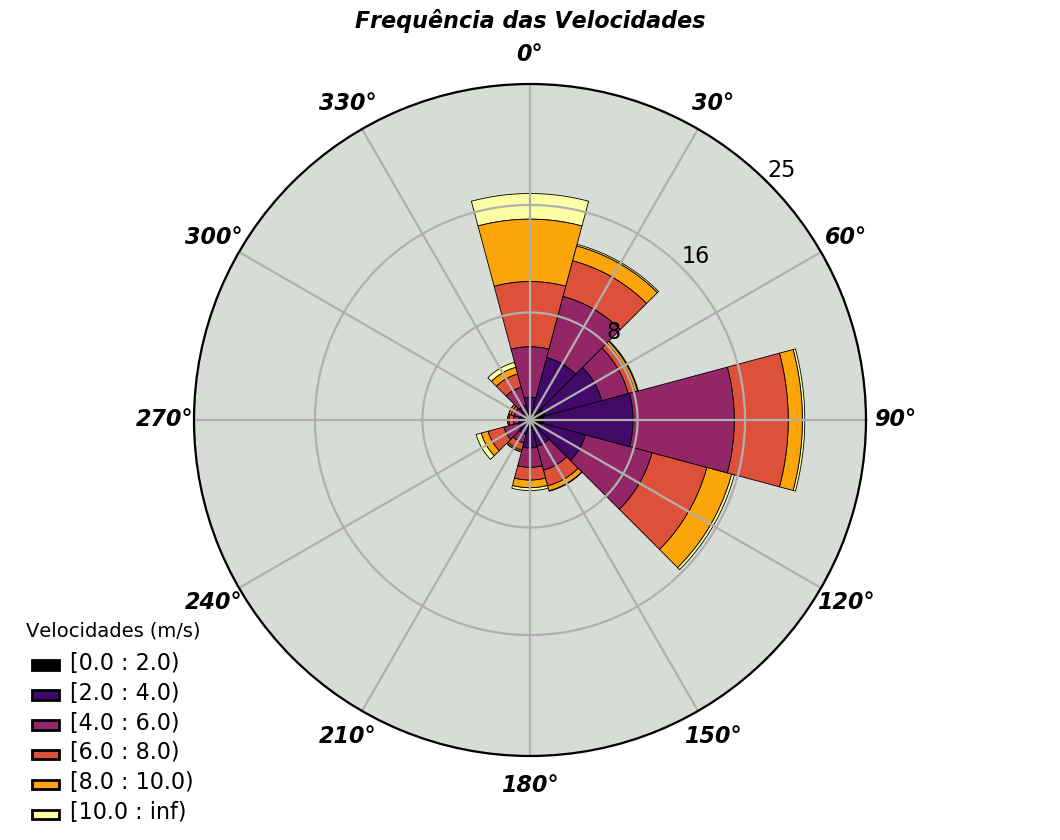 Frequência das Velocidades
0°
330°
30°
25
300°
60°
16
8
270°
90°
240°
120°
210°
150°
180°
Velocidades (m/s)
[0.0 : 2.0)
[2.0 : 4.0)
[4.0 : 6.0)
[6.0 : 8.0)
[8.0 : 10.0)
[10.0 : inf)